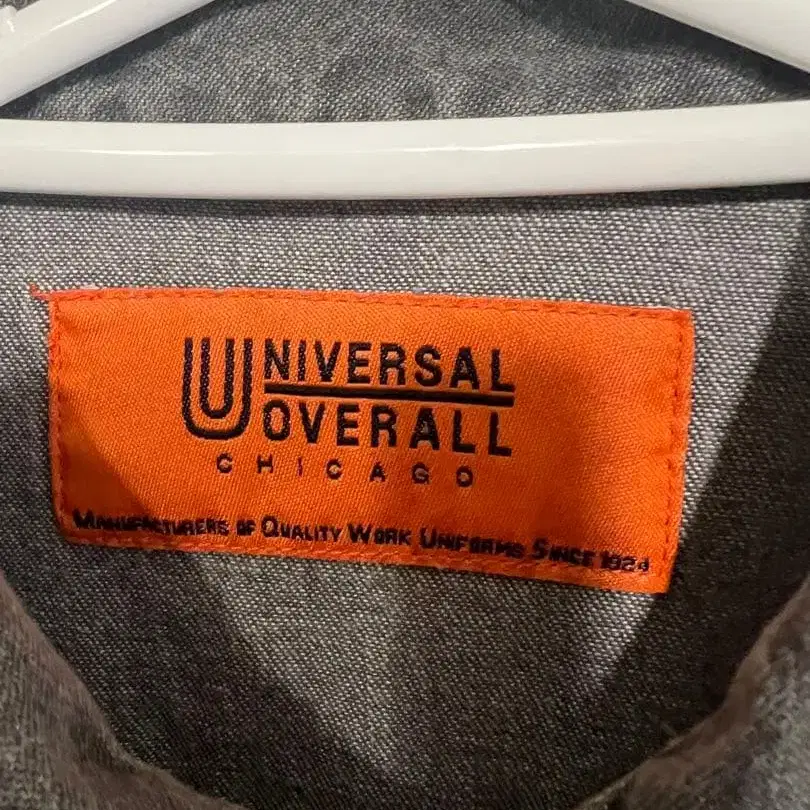 UNIVERSAL
OVERALL
CHICAGO
MANUFACTURERS OF QUALITY WORK UNIFORMS SINCE 1924